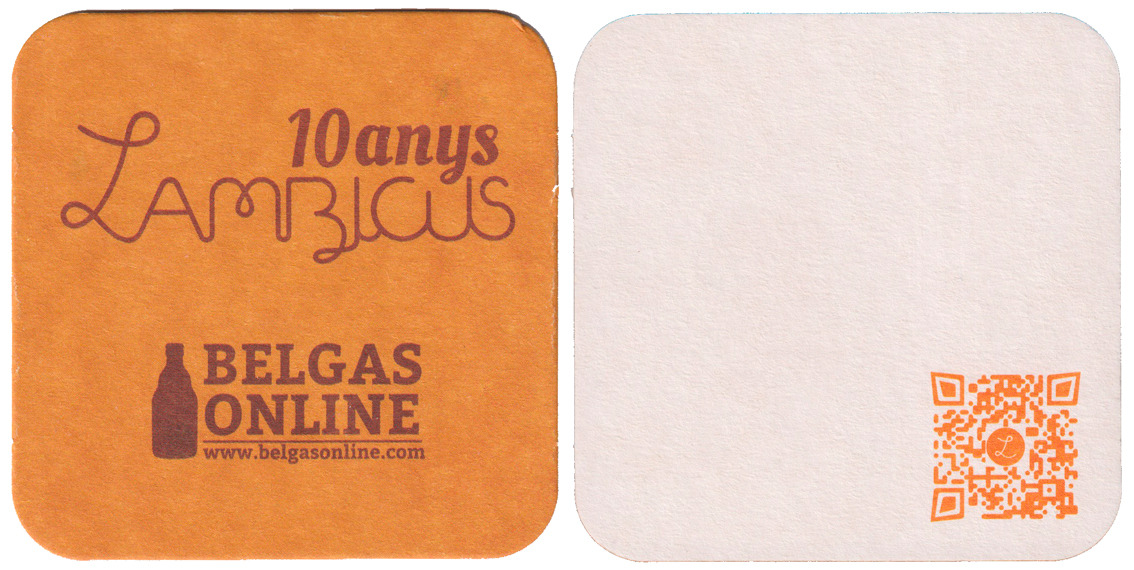 10anys
LAMBICUS
BELGAS
ONLINE
www.belgasonline.com
L